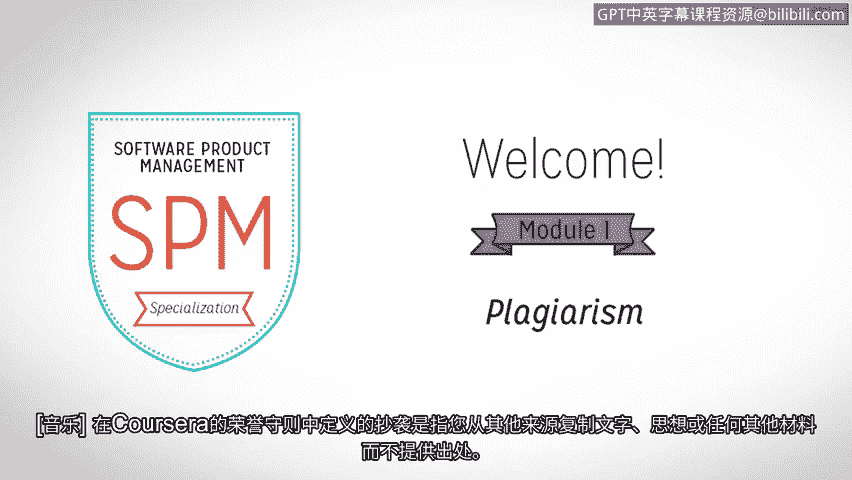 GPT中英字幕课程资源@bilibili.com
SOFTWARE PRODUCT
MANAGEMENT
SPM
Specialization
Welcome!
Module 1
Plagiarism
[音乐] 在Coursera的荣誉守则中定义的抄袭是指您从其他来源复制文字、思想或任何其他材料
而不提供出处。